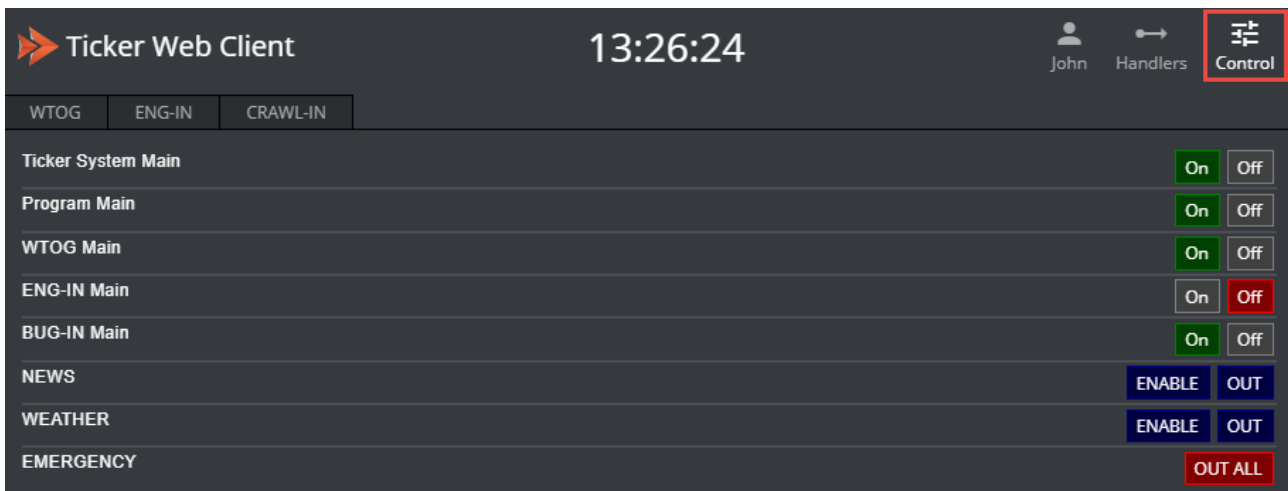 Ticker Web Client 13:26:24 John Handlers Control
WTOG ENG-IN CRAWL-IN
Ticker System Main On Off
Program Main On Off
WTOG Main On Off
ENG-IN Main On Off
BUG-IN Main On Off
NEWS ENABLE OUT
WEATHER ENABLE OUT
EMERGENCY OUT ALL